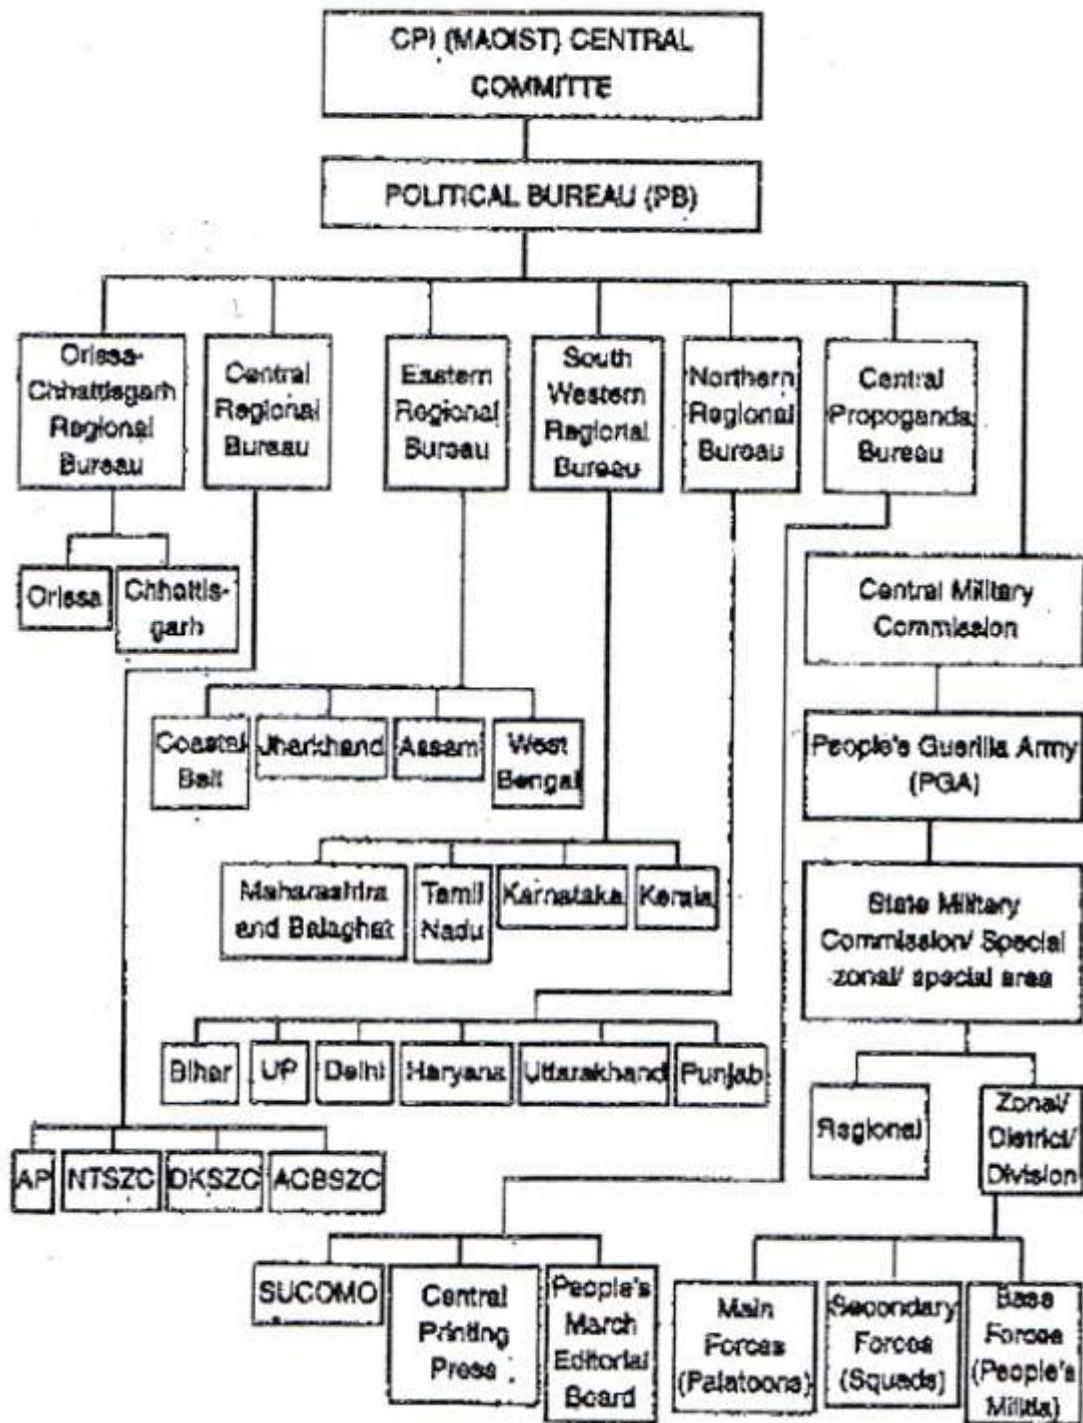 CPI (MAOIST) CENTRAL
COMMITTE
POLITICAL BUREAU (PB)
Orissa-
Chhattisgarh
Regional
Bureau
Central
Regional
Bureau
Eastern
Regional
Bureau
South
Western
Regional
Bureau
Northern
Regional
Bureau
Central
Propoganda
Bureau
Orissa
Chhattis-
garh
Central Military
Commission
Coastal
Belt
Jharkhand
Assam
West
Bengal
People's Guerilla Army
(PGA)
Maharashtra
and Balaghat
Tamil
Nadu
Karnataka
Kerala
State Military
Commission/ Special
zonal/ special area
Bihar
UP
Delhi
Haryana
Uttarakhand
Punjab
Regional
Zonal/
District/
Division
AP
NTSZC
DKSZC
ACBSZC
SUCOMO
Central
Printing
Press
People's
March
Editorial
Board
Main
Forces
(Palatoons)
Secondary
Forces
(Squads)
Base
Forces
(People's
Militia)